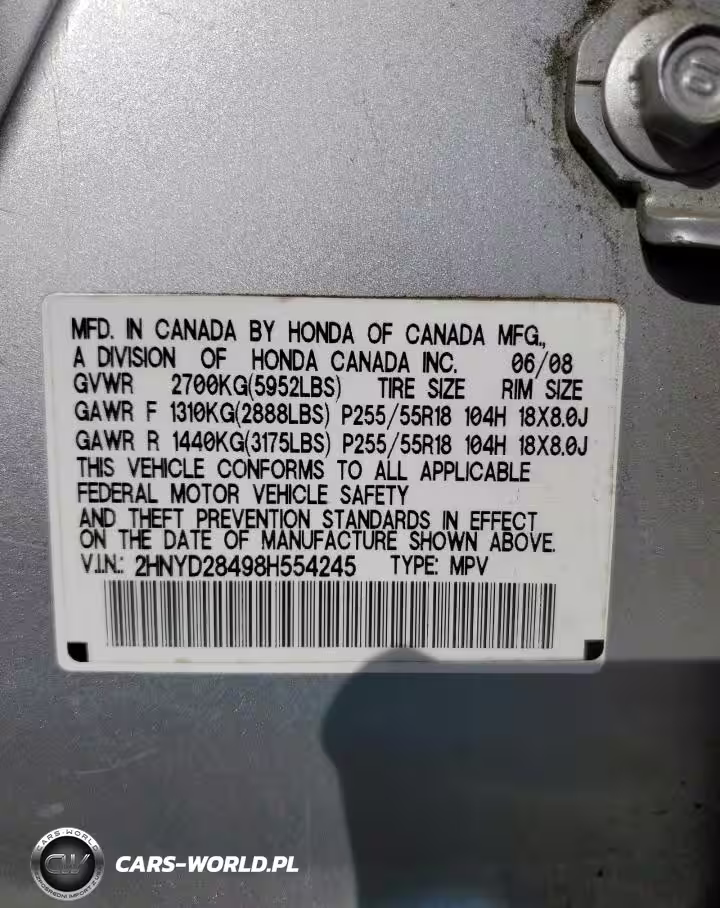 MFD. IN CANADA BY HONDA OF CANADA MFG.,
A DIVISION OF HONDA CANADA INC. 06/08
GVWR 2700KG(5952LBS) TIRE SIZE RIM SIZE
GAWR F 1310KG(2888LBS) P255/55R18 104H 18X8.0J
GAWR R 1440KG(3175LBS) P255/55R18 104H 18X8.0J
THIS VEHICLE CONFORMS TO ALL APPLICABLE
FEDERAL MOTOR VEHICLE SAFETY
AND THEFT PREVENTION STANDARDS IN EFFECT
ON THE DATE OF MANUFACTURE SHOWN ABOVE.
V.I.N.: 2HNYD28498H554245 TYPE: MPV
CARS-WORLD
CW
CARS-WORLD.PL